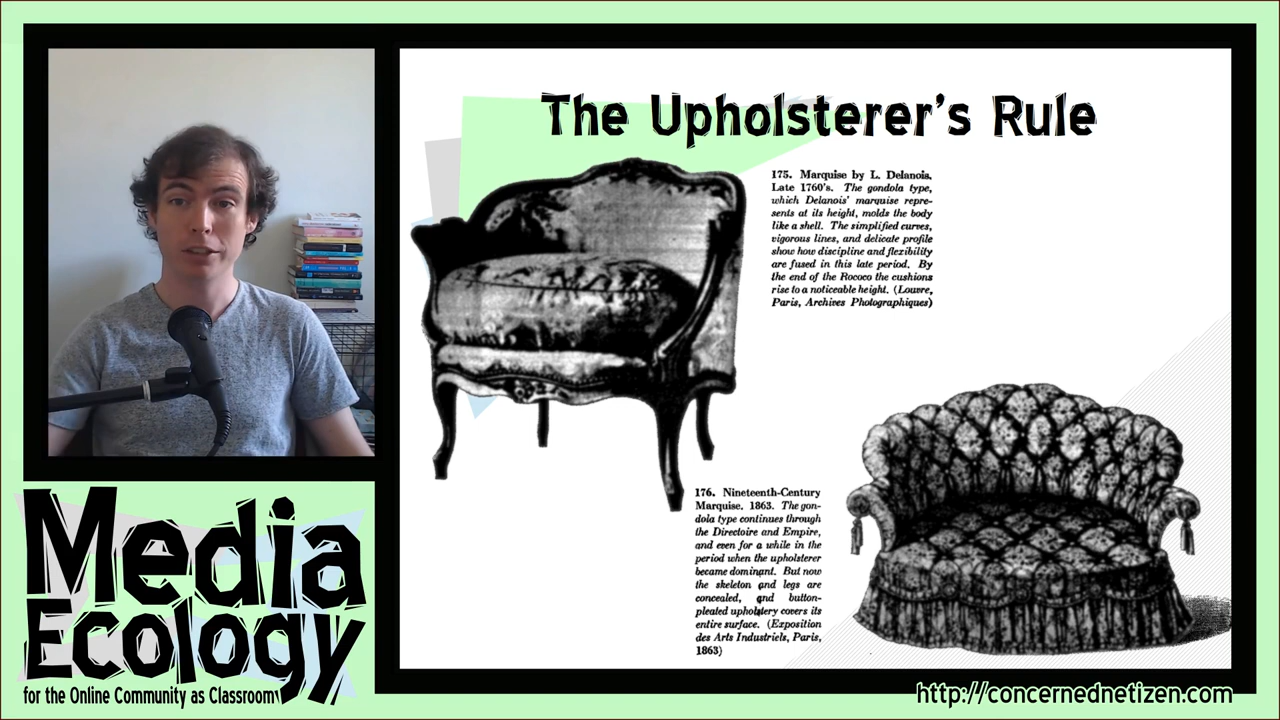 The Upholsterer's Rule
175. Marquise by L. Delanois.
Late 1760's. The gondola type,
which Delanois' marquise repre-
sents at its height, molds the body
like a shell. The simplified curves,
vigorous lines, and delicate profile
show how discipline and flexibility
are fused in this late period. By
the end of the Rococo the cushions
rise to a noticeable height. (Louvre,
Paris, Archives Photographiques)
176. Nineteenth-Century
Marquise. 1863. The gon-
dola type continues through
the Directoire and Empire,
and even for a while in the
period when the upholsterer
became dominant. But now
the skeleton and legs are
concealed, and button-
pleated upholstery covers its
entire surface. (Exposition
des Arts Industriels, Paris,
1863)
Media
Ecology
for the Online Community as Classroom
http://concernednetizen.com